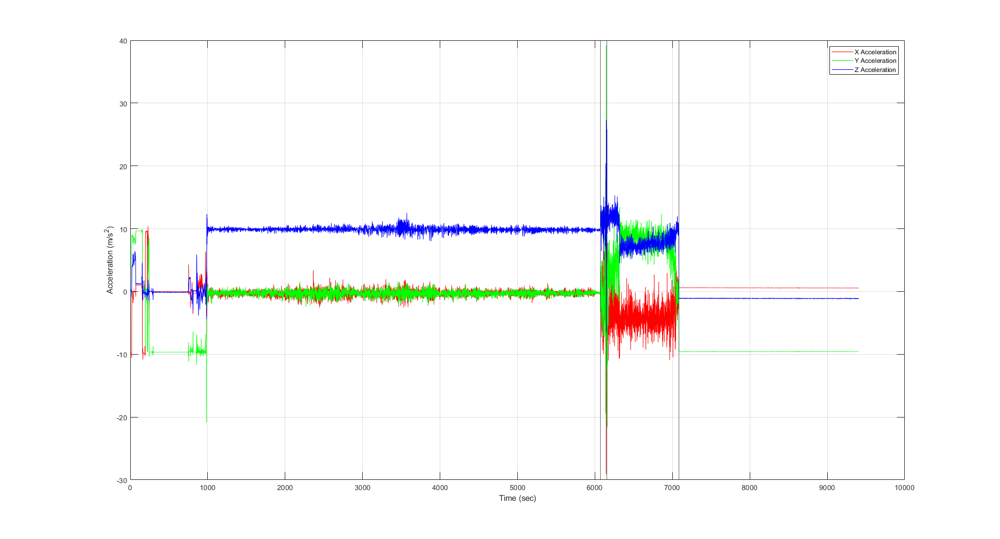 40
30
20
10
0
-10
-20
-30
Acceleration (m/s²)
X Acceleration
Y Acceleration
Z Acceleration
0 1000 2000 3000 4000 5000 6000 7000 8000 9000 10000
Time (sec)